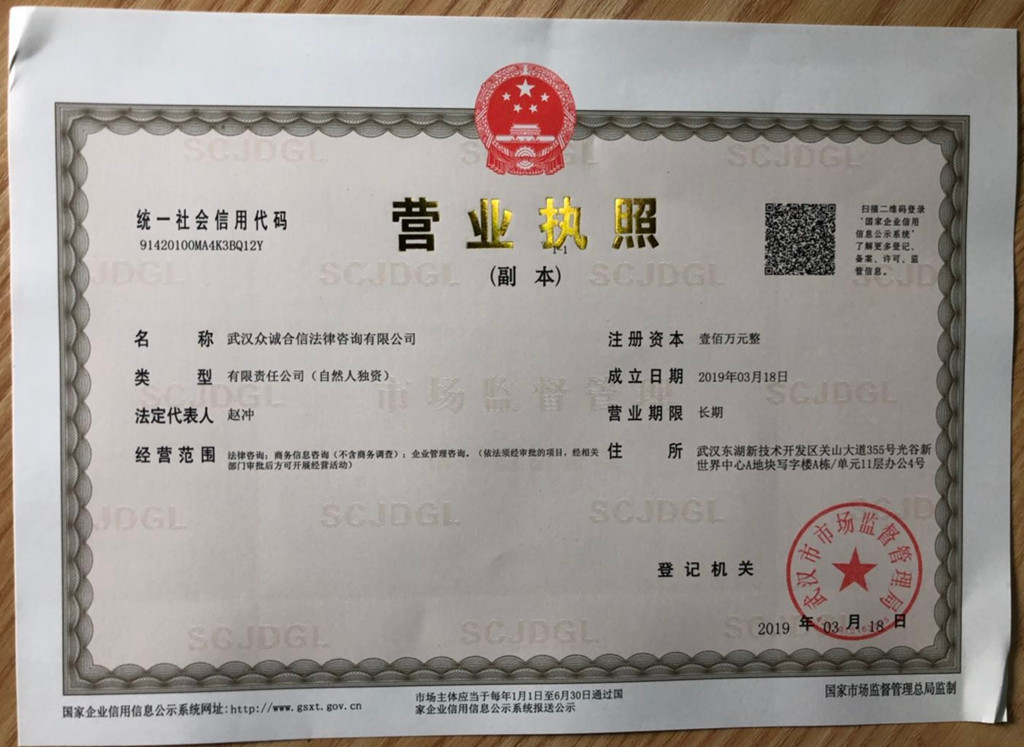 统一社会信用代码
91420100MA4K3BQ12Y
营业执照
1-1
(副 本)
扫描二维码登录
'国家企业信用
信息公示系统'
了解更多登记、
备案、许可、监
管信息。
名 称 武汉众诚合信法律咨询有限公司
类 型 有限责任公司（自然人独资）
法定代表人 赵冲
经营范围 法律咨询；商务信息咨询（不含商务调查）；企业管理咨询。（依法须经审批的项目，经相关
部门审批后方可开展经营活动）
注册资本 壹佰万元整
成立日期 2019年03月18日
营业期限 长期
住 所 武汉东湖新技术开发区关山大道355号光谷新
世界中心A地块写字楼A栋/单元11层办公4号
登记机关
武汉市市场监督管理局
2019 年 03 月 18 日
国家企业信用信息公示系统网址:http://www.gsxt.gov.cn
市场主体应当于每年1月1日至6月30日通过国
家企业信用信息公示系统报送公示
国家市场监督管理总局监制
SCJDGL
市场监督管理